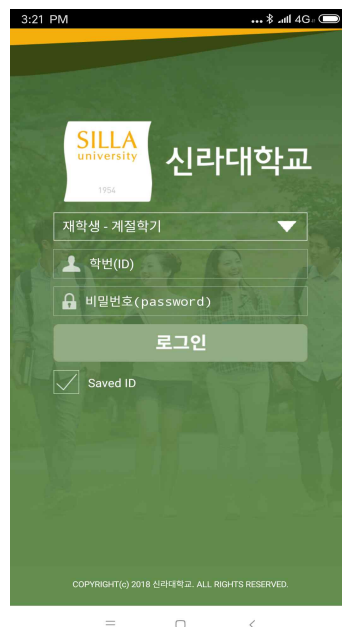 3:21 PM
4G
SILLA
university
1954
신라대학교
재학생 - 계절학기
학번(ID)
비밀번호(password)
로그인
Saved ID
COPYRIGHT(c) 2018 신라대학교. ALL RIGHTS RESERVED.